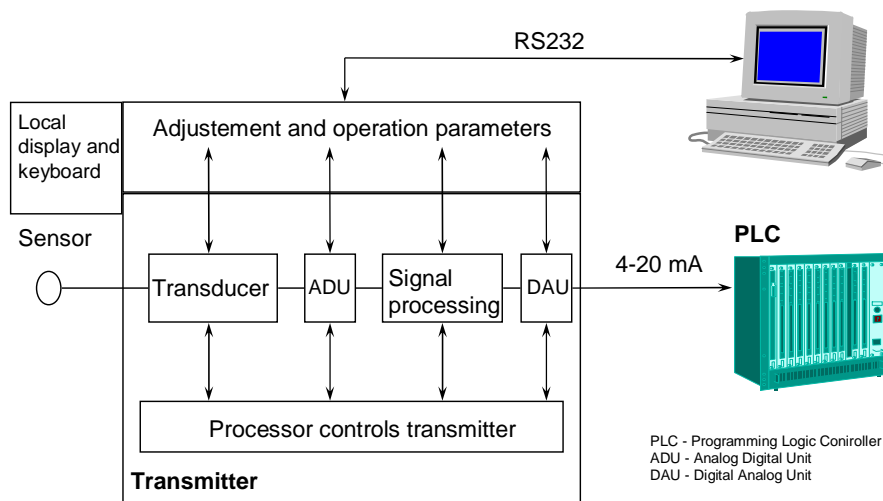 RS232
Local
display and
keyboard
Adjustement and operation parameters
Sensor
Transducer
ADU
Signal
processing
DAU
4-20 mA
PLC
Processor controls transmitter
Transmitter
PLC - Programming Logic Coniroller
ADU - Analog Digital Unit
DAU - Digital Analog Unit